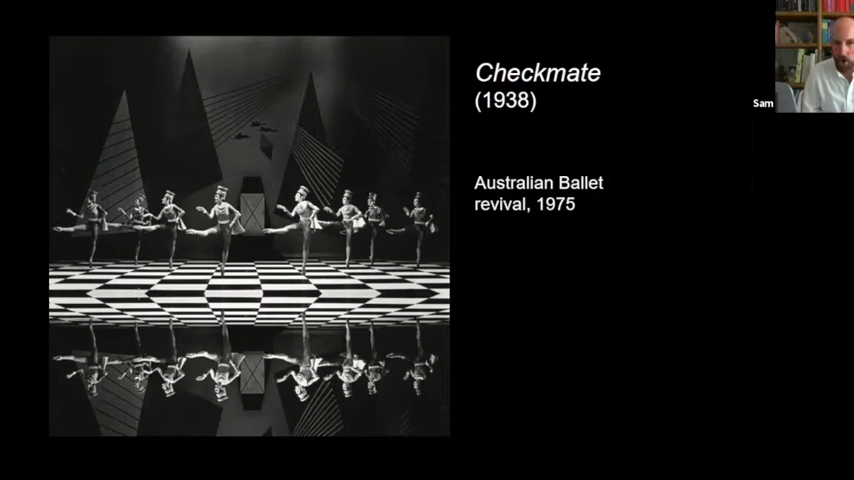 Checkmate
(1938)
Sam
Australian Ballet
revival, 1975